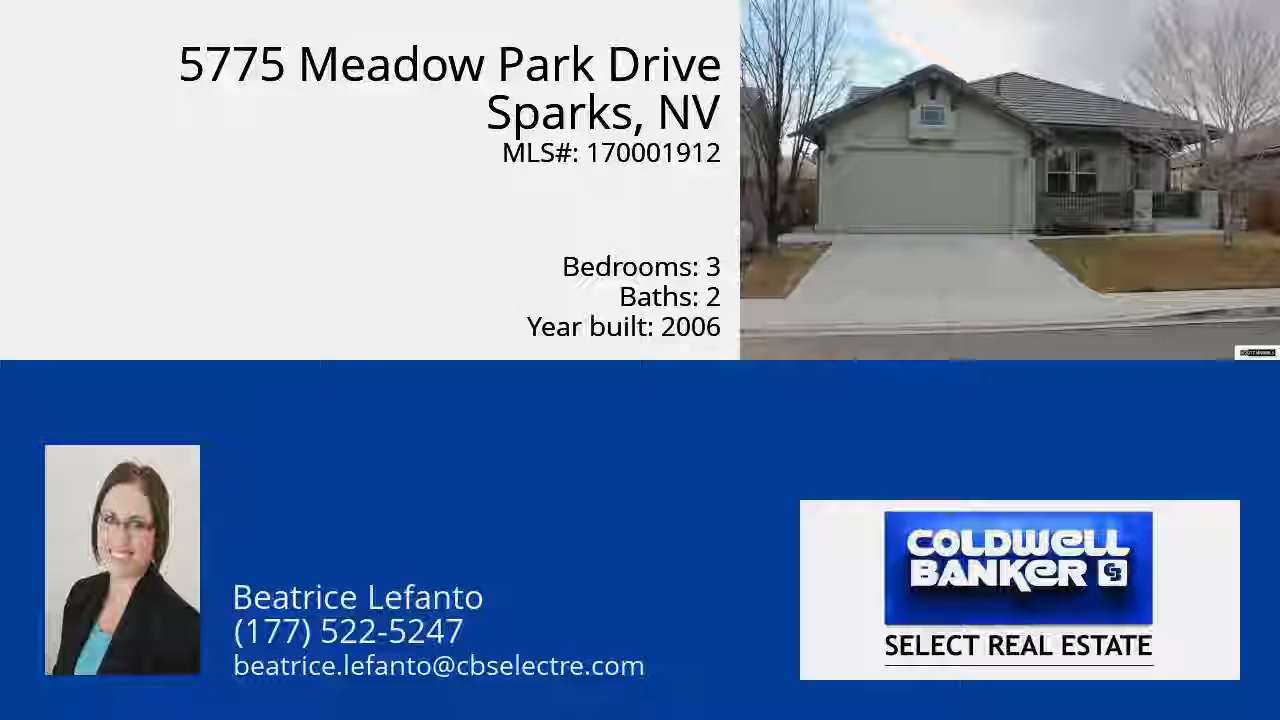 5775 Meadow Park Drive
Sparks, NV
MLS#: 170001912
Bedrooms: 3
Baths: 2
Year built: 2006
Beatrice Lefanto
(177) 522-5247
beatrice.lefanto@cbselectre.com
COLDWELL
BANKER CB
SELECT REAL ESTATE